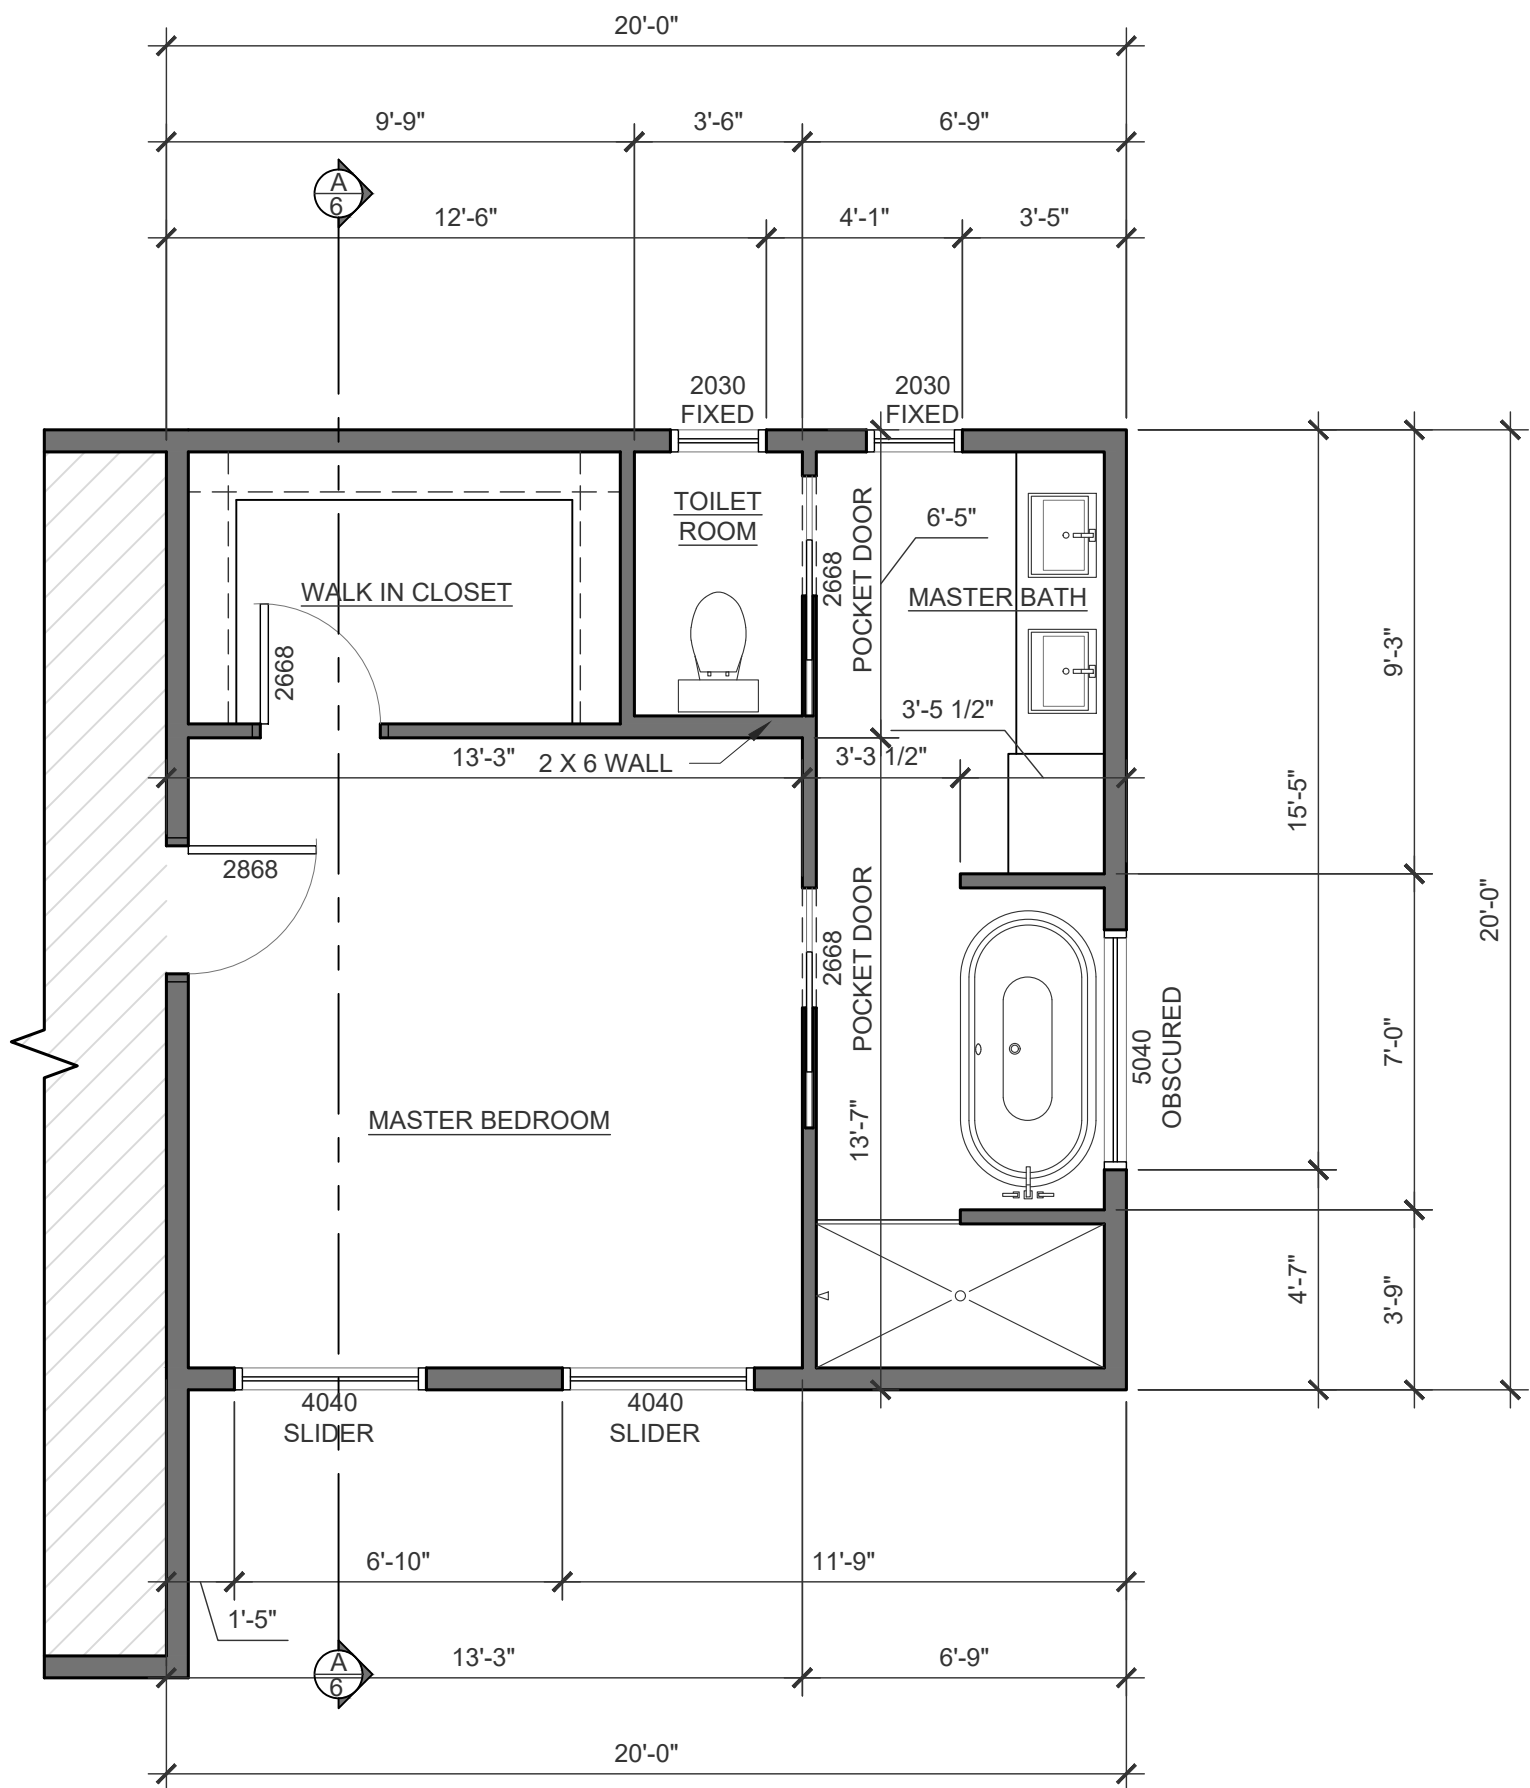 20'-0"
9'-9"
3'-6"
6'-9"
A
6
12'-6"
4'-1"
3'-5"
2030
FIXED
2030
FIXED
TOILET
ROOM
2668
POCKET DOOR
6'-5"
WALK IN CLOSET
MASTER BATH
2668
9'-3"
3'-5 1/2"
13'-3"
2 X 6 WALL
3'-3 1/2"
15'-5"
2868
2668
POCKET DOOR
20'-0"
5040
OBSCURED
7'-0"
MASTER BEDROOM
13'-7"
4'-7"
3'-9"
4040
SLIDER
4040
SLIDER
6'-10"
11'-9"
1'-5"
A
6
13'-3"
6'-9"
20'-0"